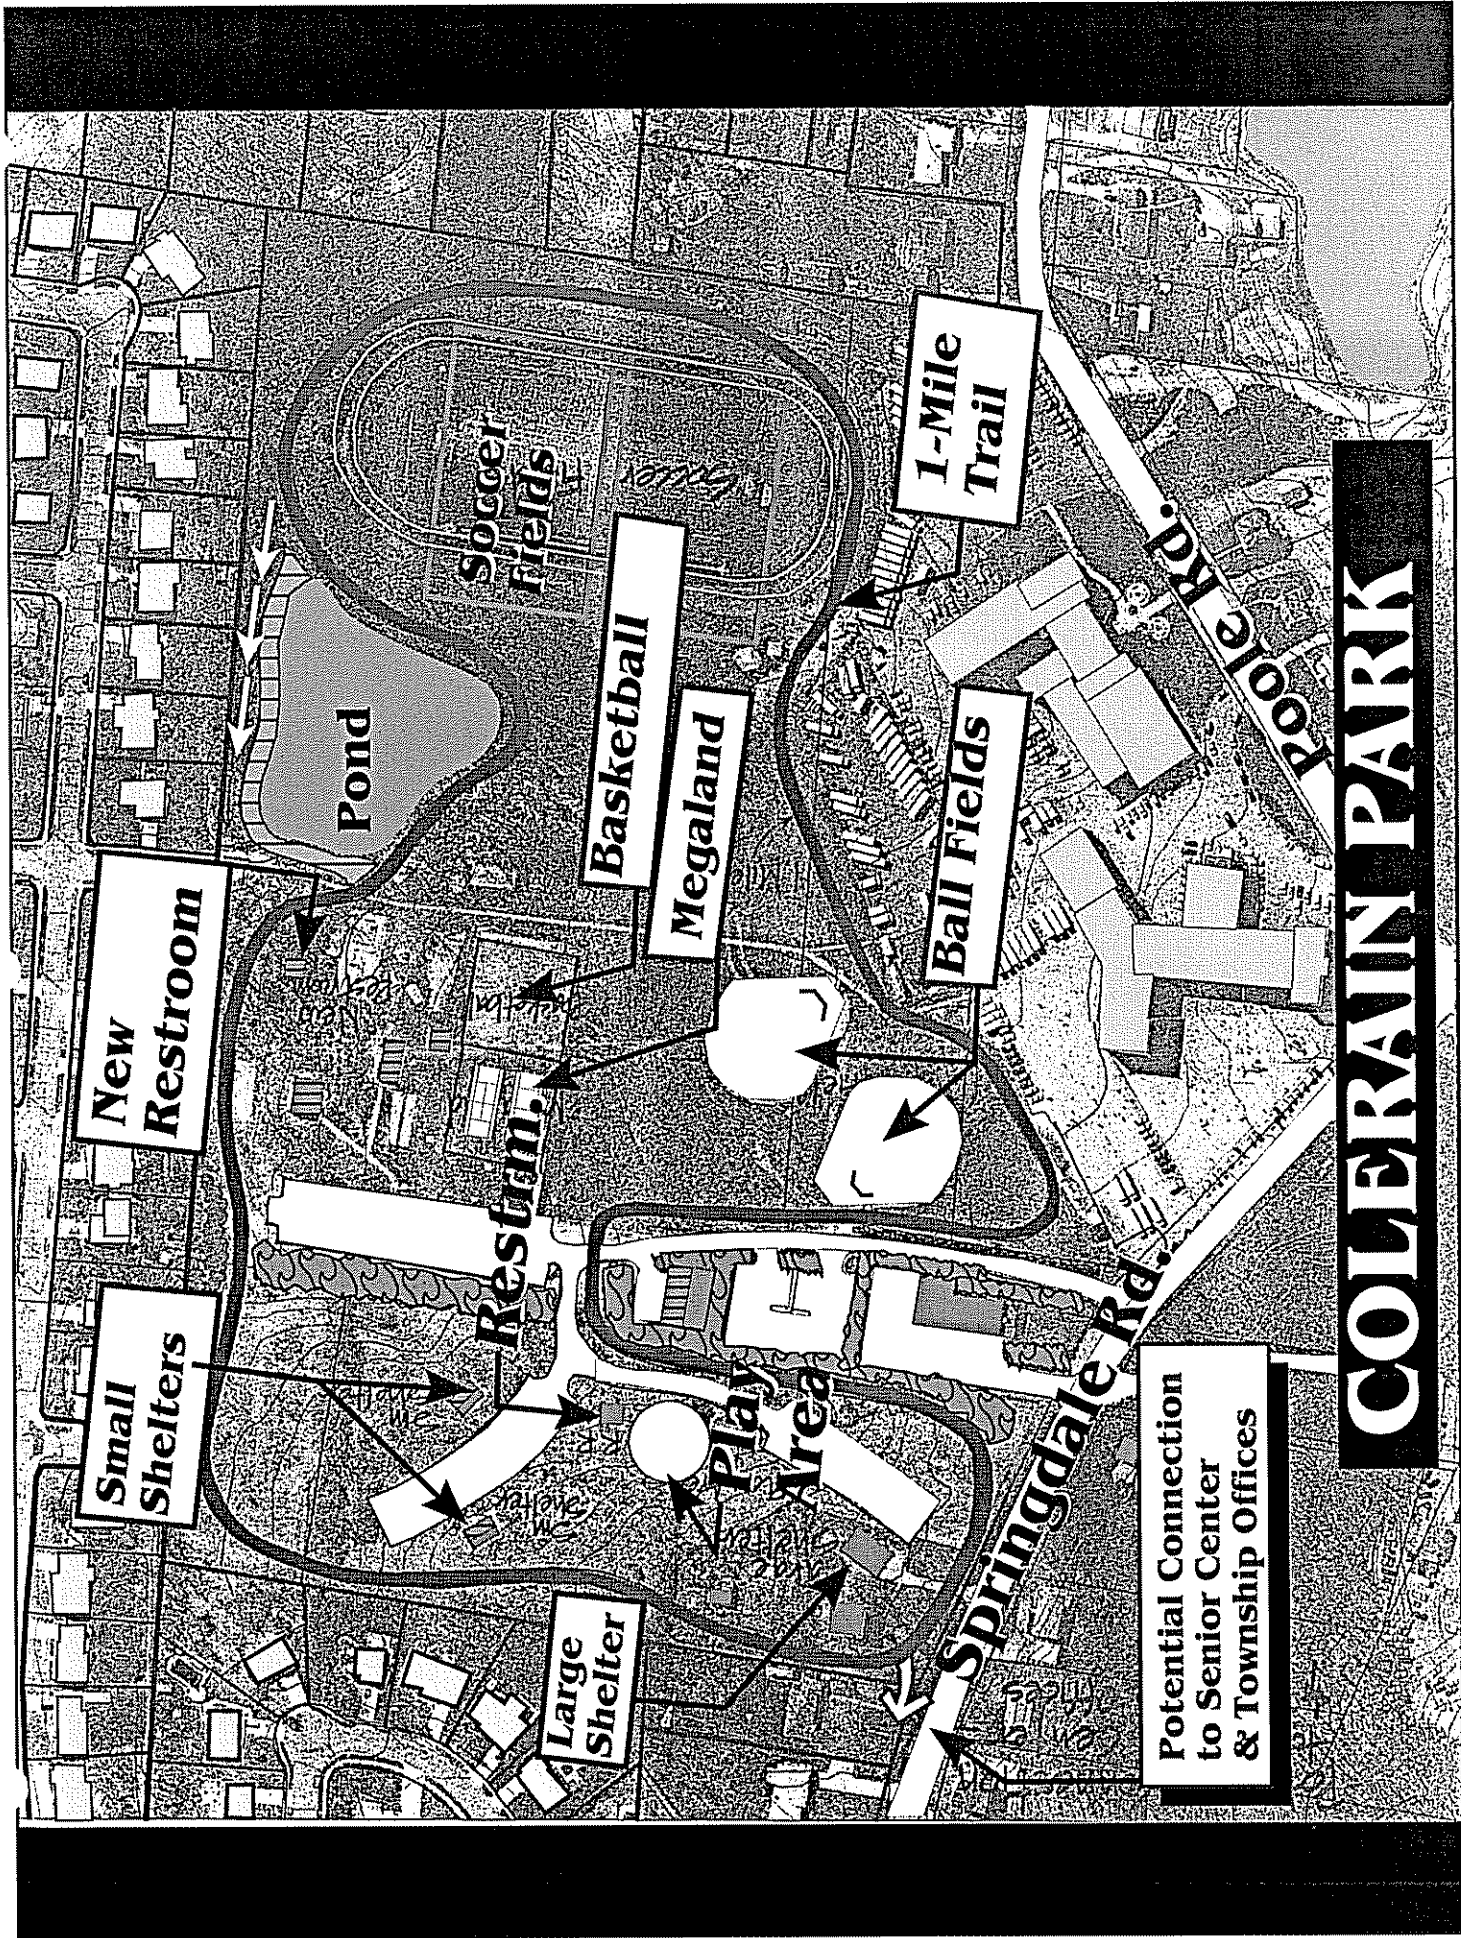 Small
Shelters
New
Restroom
Pond
Soccer
Fields
Soccer
Restrm.
Basketball
Megaland
Large
Shelter
Play
Area
Ball Fields
1-Mile
Trail
Springdale Rd.
Poole Rd.
Potential Connection
to Senior Center
& Township Offices
COLERAIN PARK